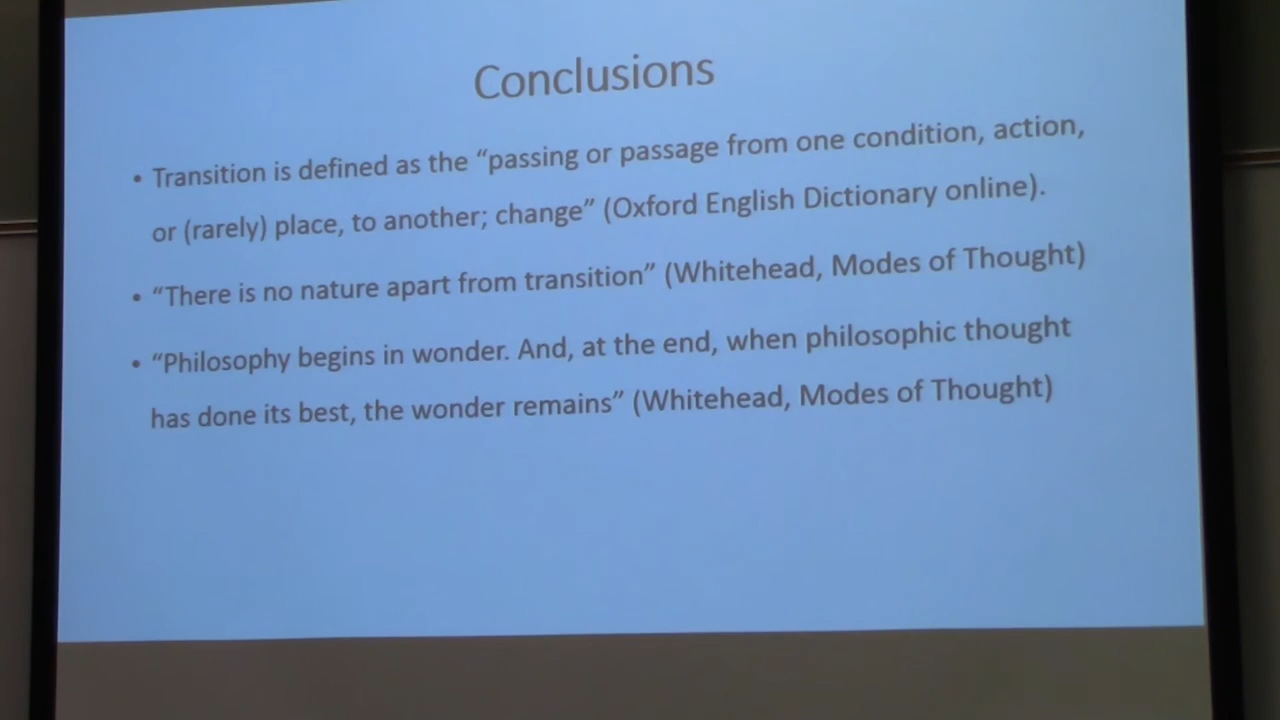 Conclusions
• Transition is defined as the “passing or passage from one condition, action,
or (rarely) place, to another; change” (Oxford English Dictionary online).
• “There is no nature apart from transition” (Whitehead, Modes of Thought)
• “Philosophy begins in wonder. And, at the end, when philosophic thought
has done its best, the wonder remains” (Whitehead, Modes of Thought)